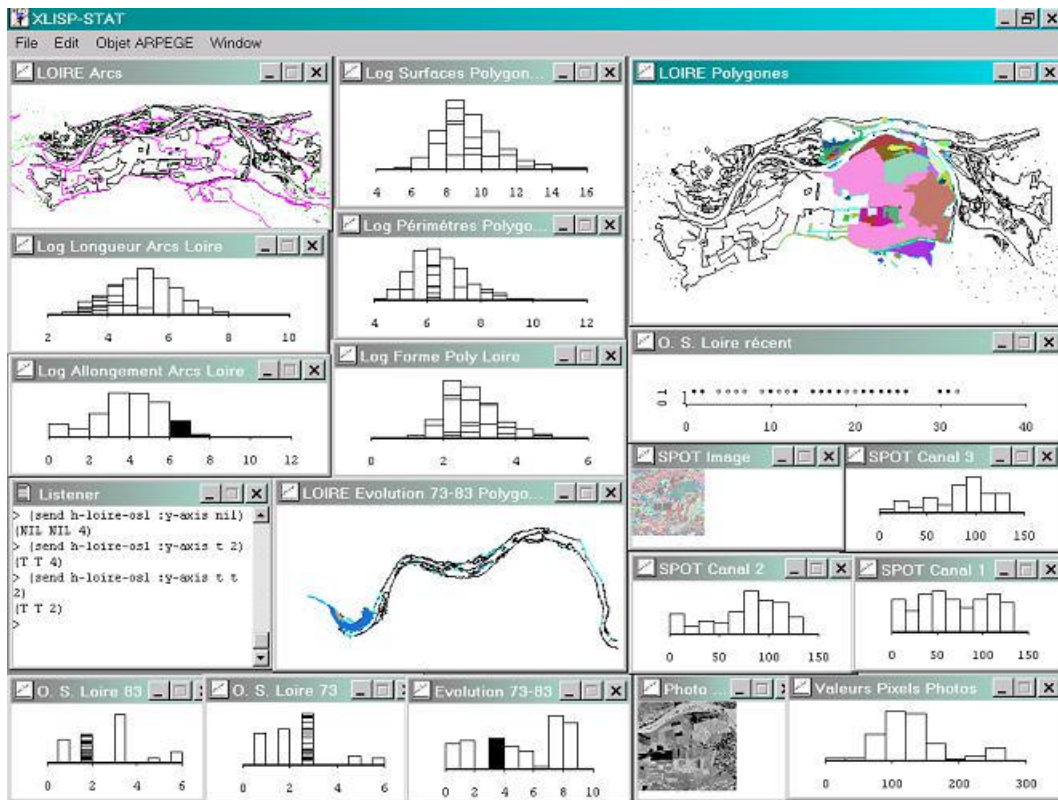 XLISP-STAT
File Edit Objet ARPEGE Window
LOIRE Arcs
Log Surfaces Polygon...
4 6 8 10 12 14 16
LOIRE Polygones
Log Longueur Arcs Loire
2 4 6 8 10
Log Périmètres Polygo...
4 6 8 10 12
Log Allongement Arcs Loire
0 2 4 6 8 10 12
Log Forme Poly Loire
0 2 4 6
O. S. Loire récent
0 1
0 10 20 30 40
Listener
> (send h-loire-osl :y-axis nil)
(NIL NIL 4)
> (send h-loire-osl :y-axis t 2)
(T T 4)
> (send h-loire-osl :y-axis t t
2)
(T T 2)
>
LOIRE Evolution 73-83 Polygo...
SPOT Image
SPOT Canal 3
0 50 100 150
SPOT Canal 2
0 50 100 150
SPOT Canal 1
0 50 100 150
O. S. Loire 83
0 2 4 6
O. S. Loire 73
0 2 4 6
Evolution 73-83
0 2 4 6 8 10
Photo ...
Valeurs Pixels Photos
0 100 200 300